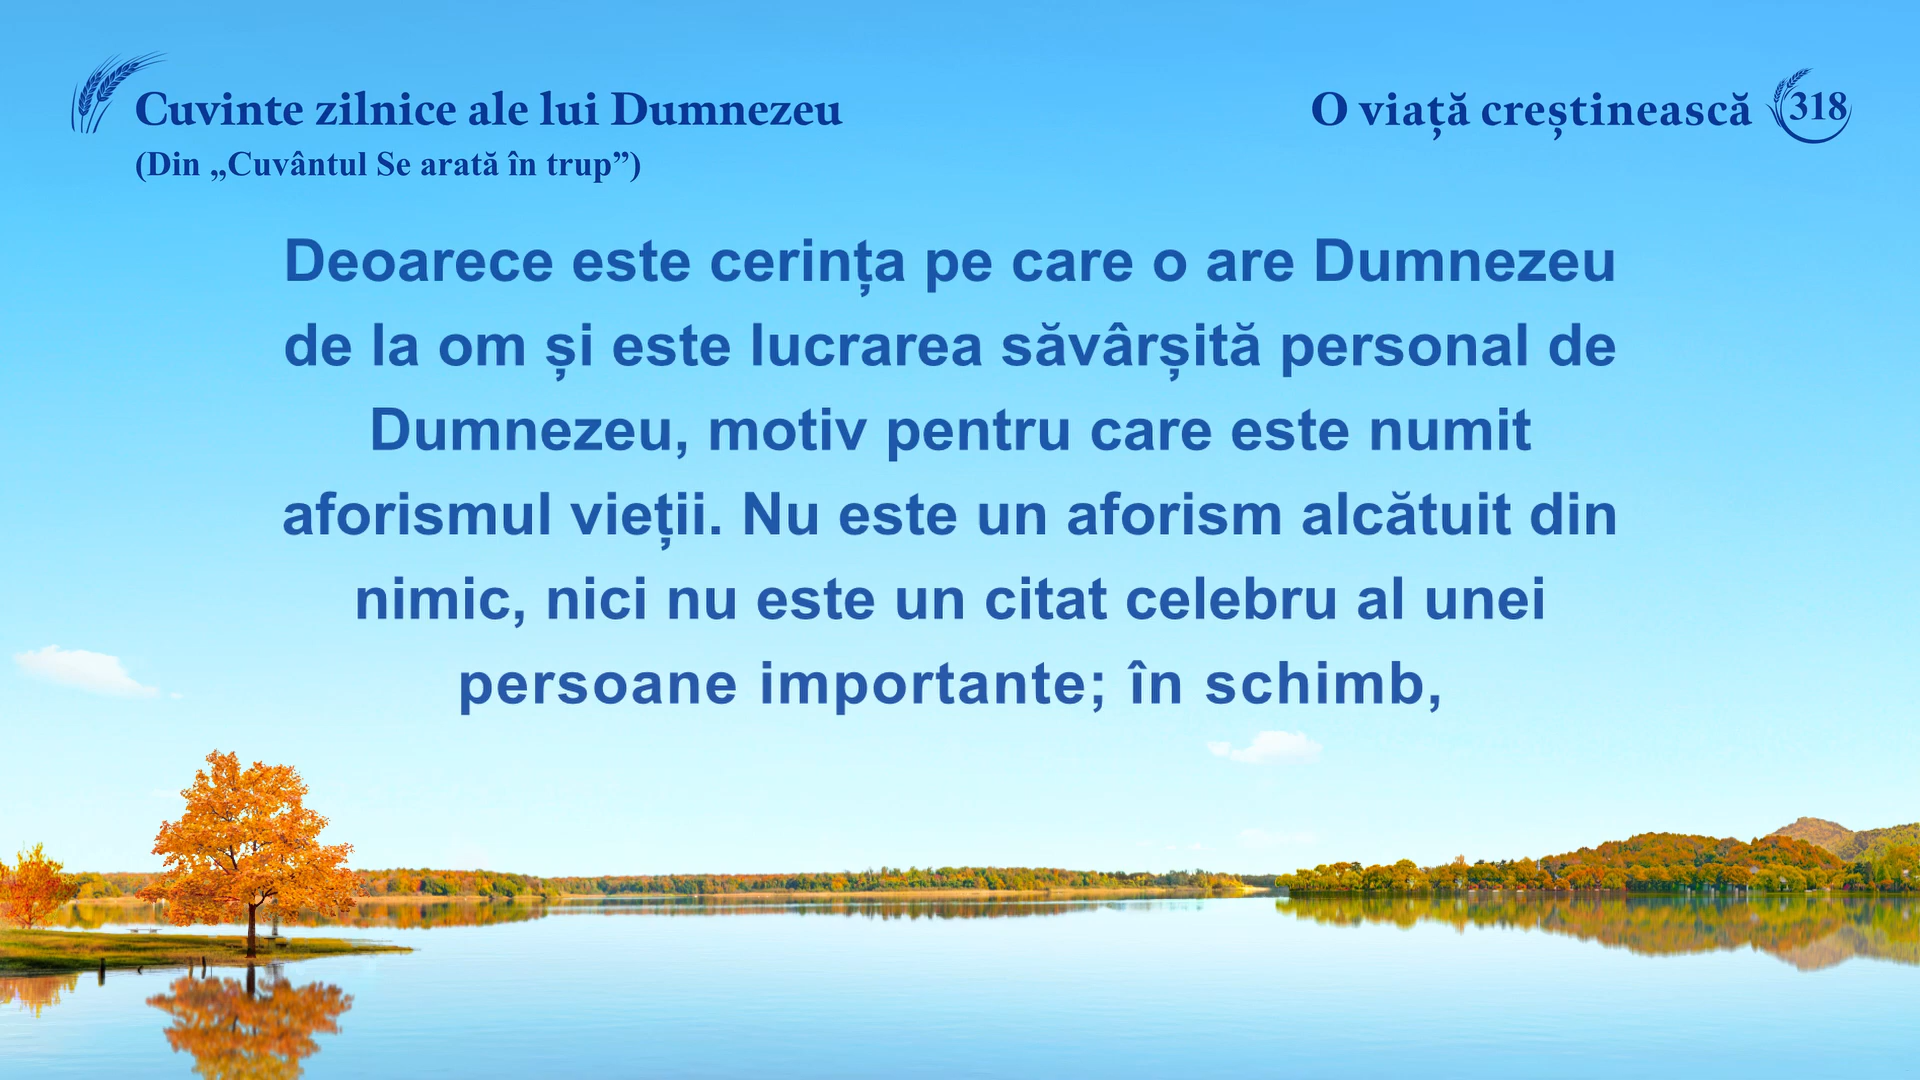 Cuvinte zilnice ale lui Dumnezeu
(Din „Cuvântul Se arată în trup”)
O viață creștinească 318
Deoarece este cerința pe care o are Dumnezeu
de la om și este lucrarea săvârșită personal de
Dumnezeu, motiv pentru care este numit
aforismul vieții. Nu este un aforism alcătuit din
nimic, nici nu este un citat celebru al unei
persoane importante; în schimb,